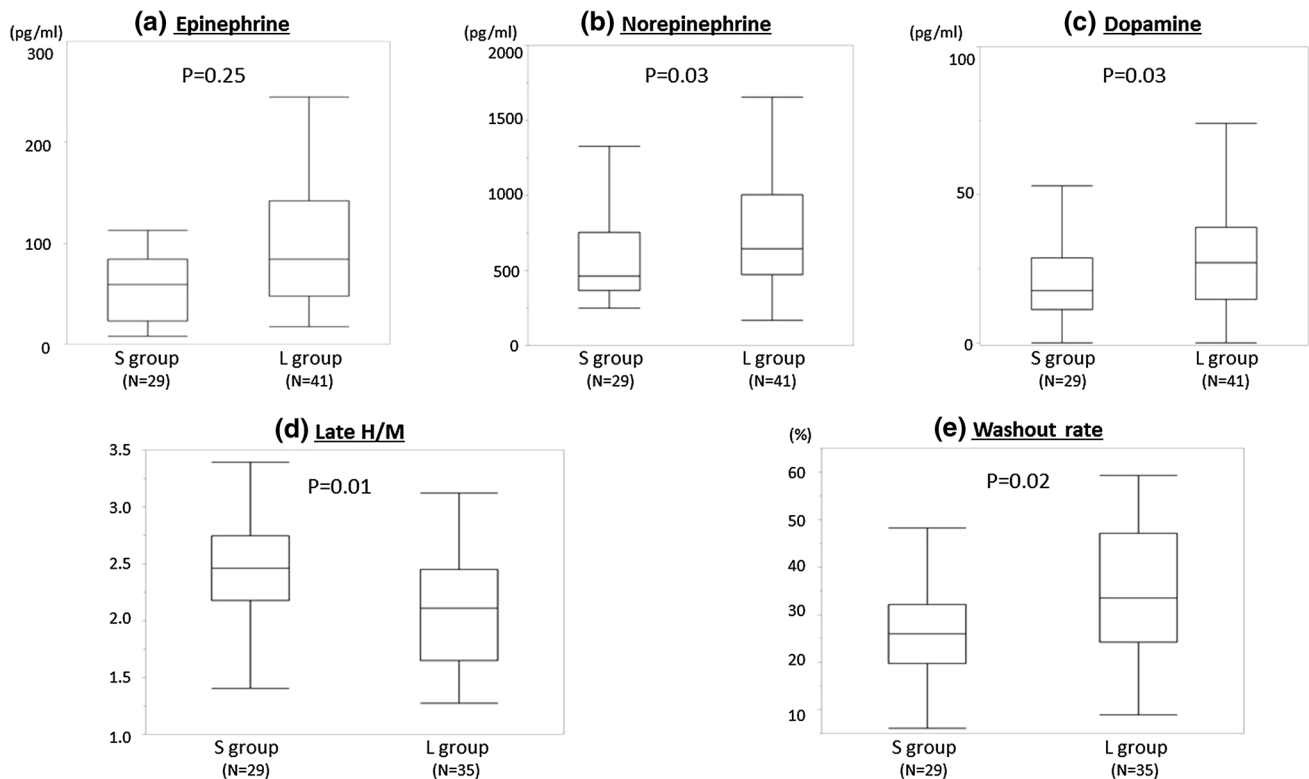 (a) Epinephrine
(pg/ml)
300
200
100
0
P=0.25
S group
(N=29)
L group
(N=41)
(b) Norepinephrine
(pg/ml)
2000
1500
1000
500
0
P=0.03
S group
(N=29)
L group
(N=41)
(c) Dopamine
(pg/ml)
100
50
0
P=0.03
S group
(N=29)
L group
(N=41)
(d) Late H/M
3.5
3.0
2.5
2.0
1.5
1.0
P=0.01
S group
(N=29)
L group
(N=35)
(e) Washout rate
(%)
60
50
40
30
20
10
P=0.02
S group
(N=29)
L group
(N=35)